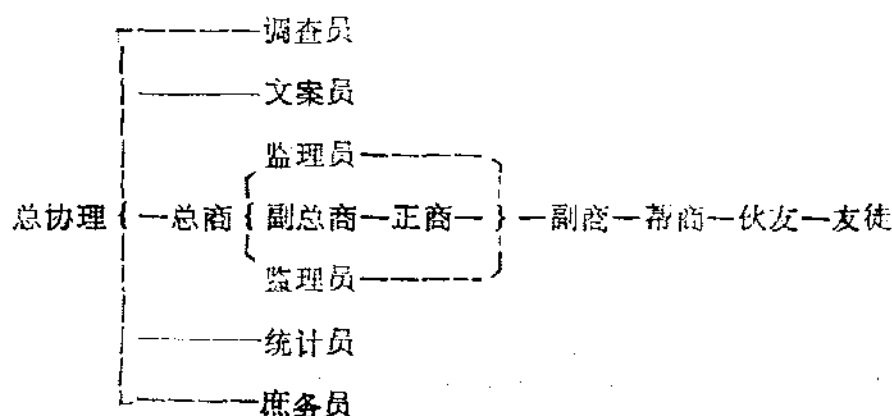 调查员
文案员
监理员
总协理 总商 副总商 正商 副商 帮商 伙友 友徒
监理员
统计员
庶务员